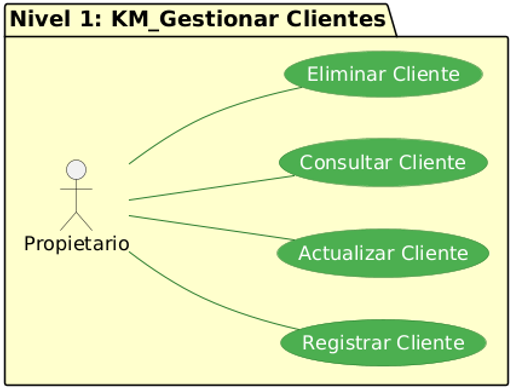 Nivel 1: KM_Gestionar Clientes
Eliminar Cliente
Consultar Cliente
Propietario
Actualizar Cliente
Registrar Cliente